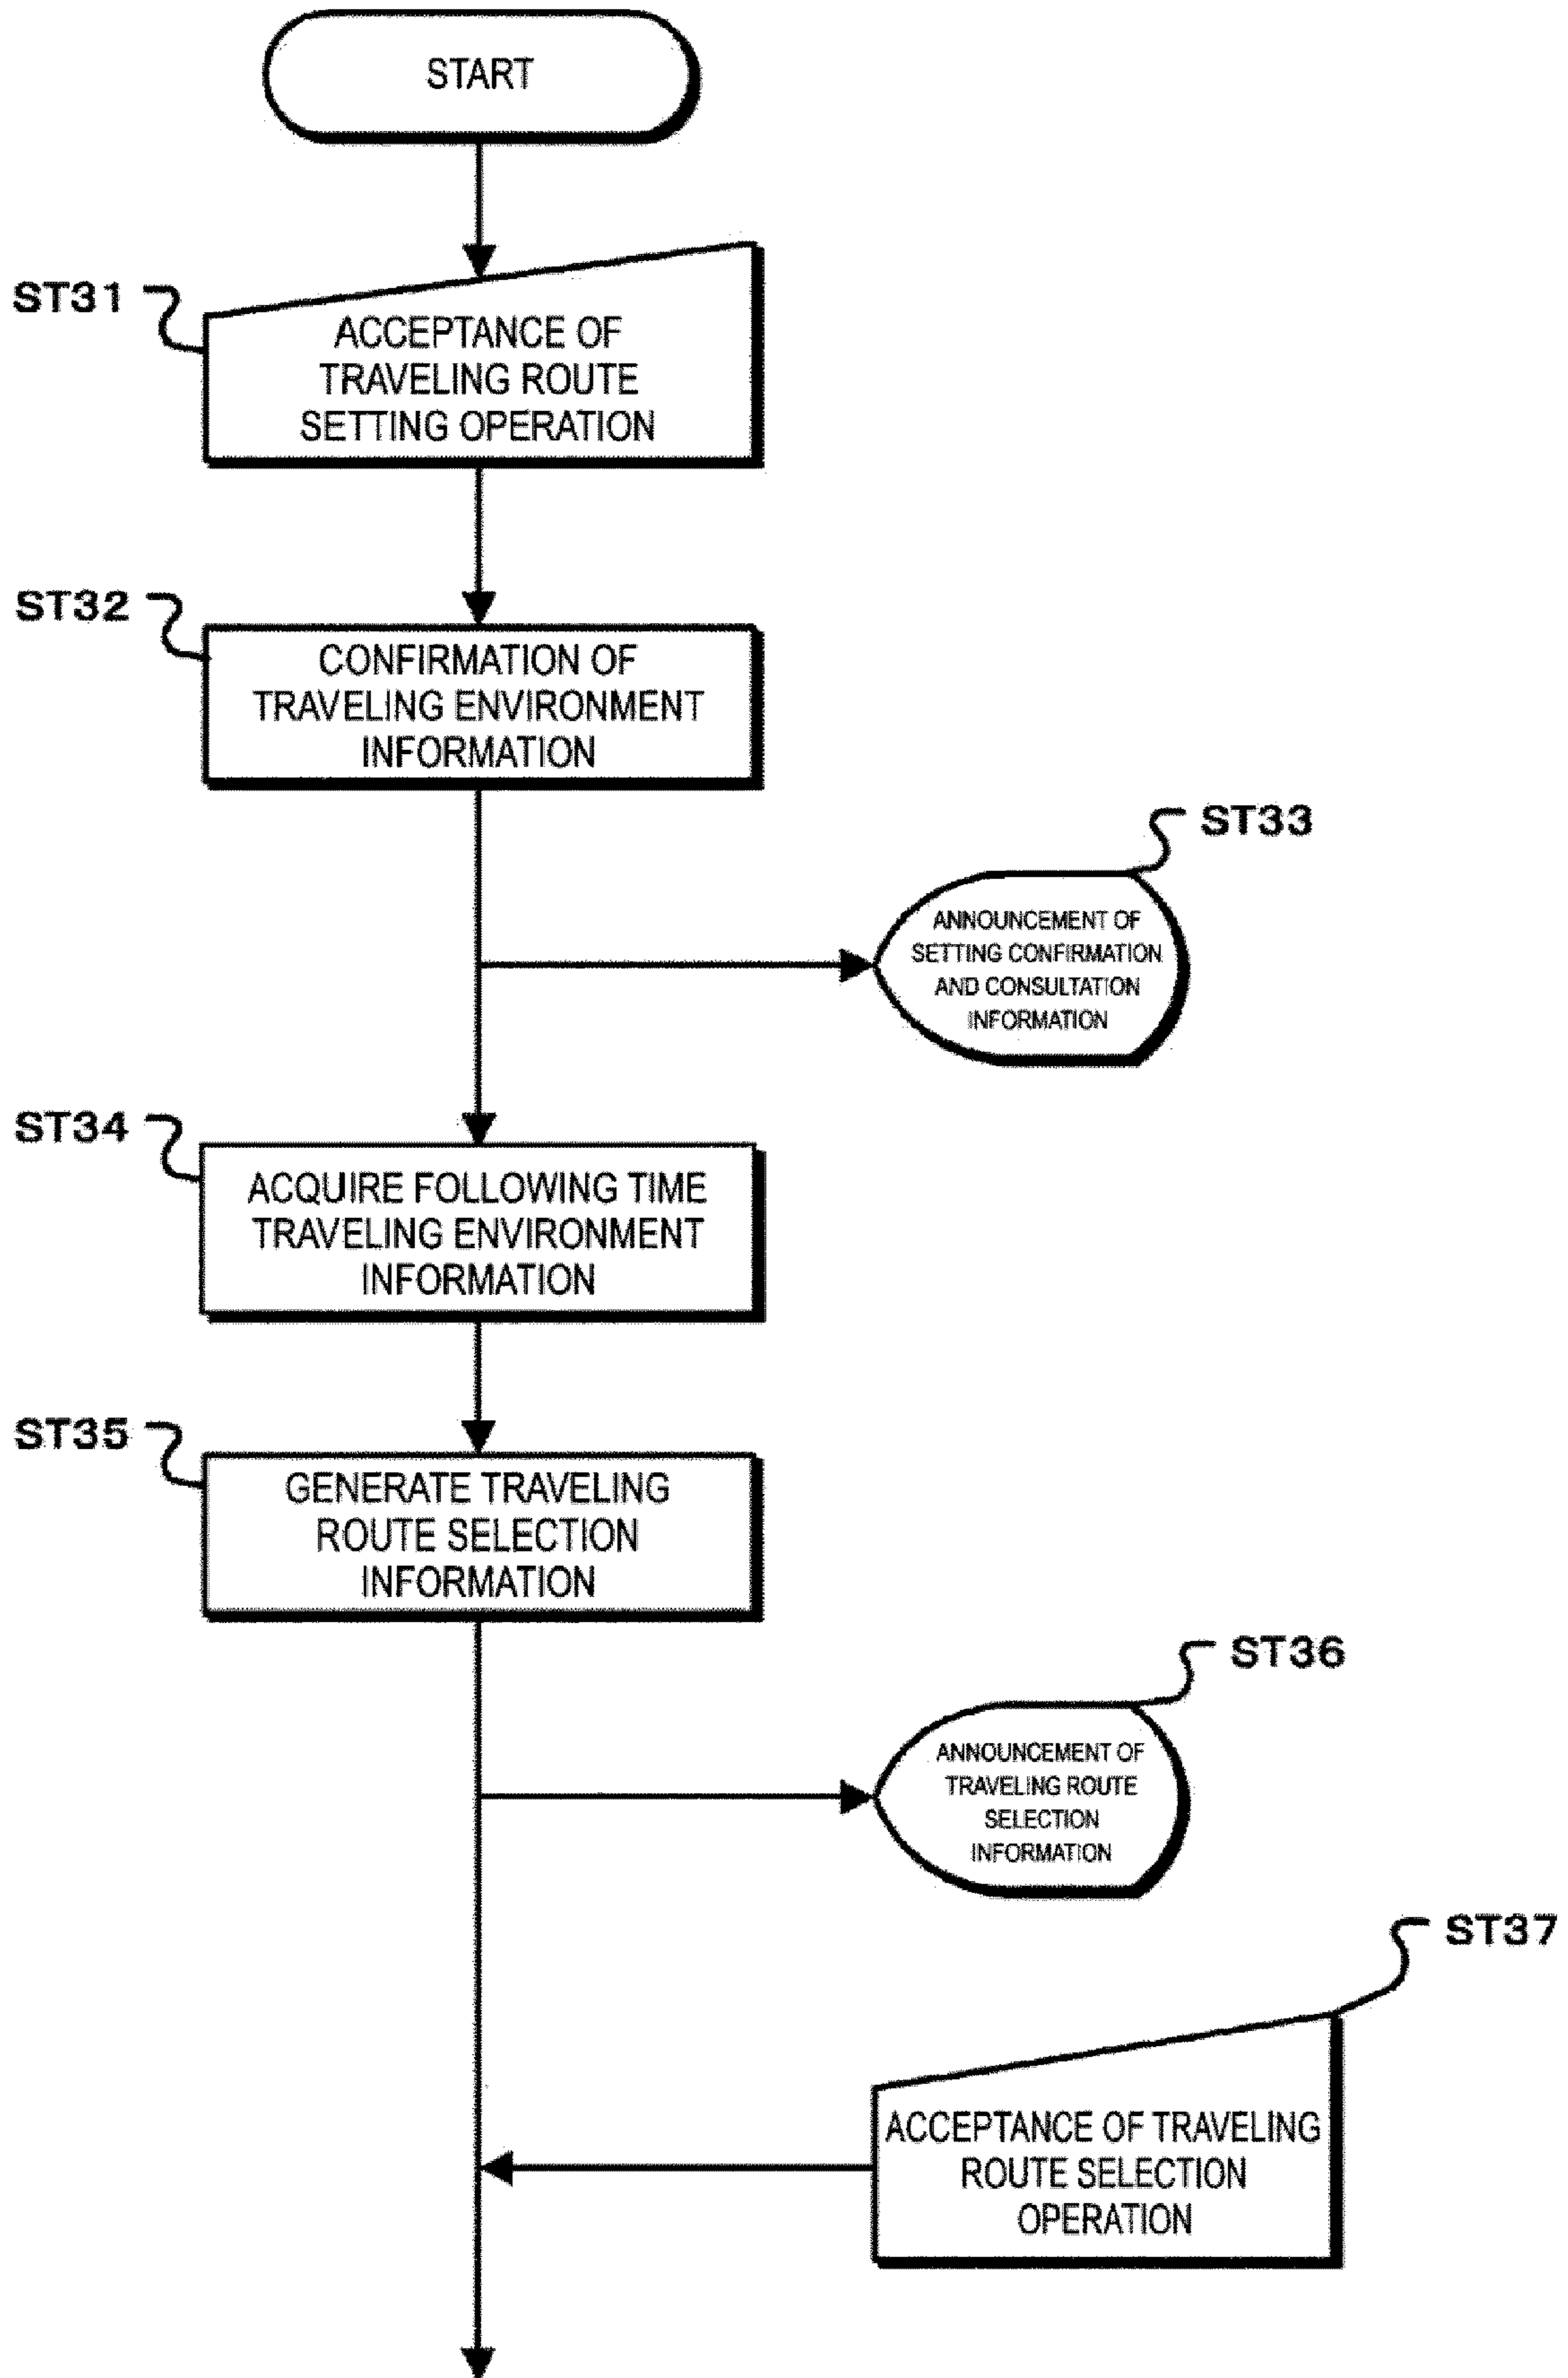 START
ST31
ACCEPTANCE OF
TRAVELING ROUTE
SETTING OPERATION
ST32
CONFIRMATION OF
TRAVELING ENVIRONMENT
INFORMATION
ST33
ANNOUNCEMENT OF
SETTING CONFIRMATION
AND CONSULTATION
INFORMATION
ST34
ACQUIRE FOLLOWING TIME
TRAVELING ENVIRONMENT
INFORMATION
ST35
GENERATE TRAVELING
ROUTE SELECTION
INFORMATION
ST36
ANNOUNCEMENT OF
TRAVELING ROUTE
SELECTION
INFORMATION
ST37
ACCEPTANCE OF TRAVELING
ROUTE SELECTION
OPERATION